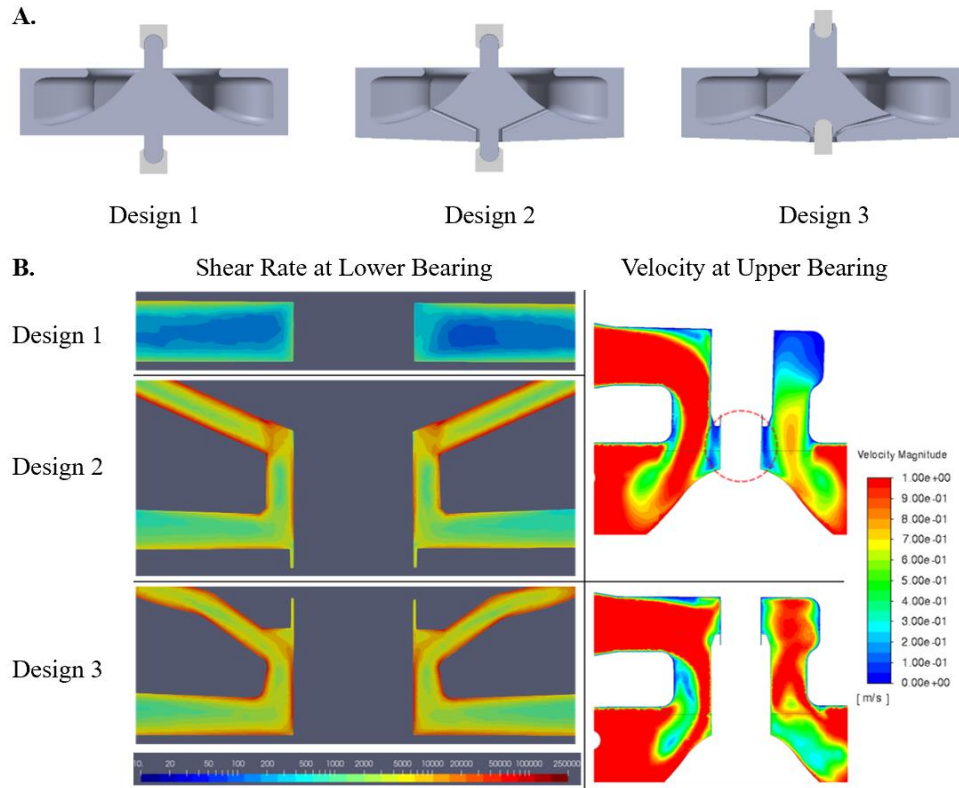 A.
Design 1 Design 2 Design 3
B. Shear Rate at Lower Bearing Velocity at Upper Bearing
Design 1
Design 2
Velocity Magnitude
1.00e+00
9.00e-01
8.00e-01
7.00e-01
6.00e-01
5.00e-01
4.00e-01
3.00e-01
2.00e-01
1.00e-01
0.00e+00
[ m/s ]
Design 3
10. 20 50 100 200 500 1000 2000 5000 10000 20000 50000 100000 250000